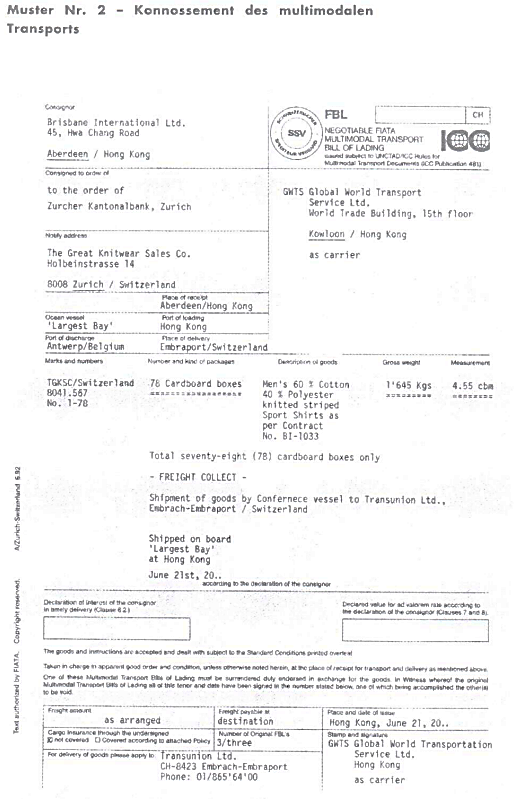 Muster Nr. 2 – Konnossement des multimodalen
Transports
Consignor
Brisbane International Ltd.
45, Hwa Chang Road
Aberdeen / Hong Kong
SSV
FBL
CH
NEGOTIABLE FIATA
MULTIMODAL TRANSPORT
BILL OF LADING
issued subject to UNCTAD/ICC Rules for
Multimodal Transport Documents (ICC Publication 481).
ICC
Consigned to order of
to the order of
Zurcher Kantonalbank, Zurich
GWTS Global World Transport
Service Ltd.
World Trade Building, 15th floor
Kowloon / Hong Kong
as carrier
Notify address
The Great Knitwear Sales Co.
Holbeinstrasse 14
8008 Zurich / Switzerland
Place of receipt
Aberdeen/Hong Kong
Ocean vessel
'Largest Bay'
Port of loading
Hong Kong
Port of discharge
Antwerp/Belgium
Place of delivery
Embraport/Switzerland
Marks and numbers
Number and kind of packages
Description of goods
Gross weight
Measurement
TGKSC/Switzerland
8041.567
No. 1-78
78 Cardboard boxes
==================
Men's 60 % Cotton
40 % Polyester
knitted striped
Sport Shirts as
per Contract
No. BI-1033
1'645 Kgs
=========
4.55 cbm
========
Total seventy-eight (78) cardboard boxes only
- FREIGHT COLLECT -
Shipment of goods by Confernece vessel to Transunion Ltd.,
Embrach-Embraport / Switzerland
Shipped on board
'Largest Bay'
at Hong Kong
June 21st, 20..
according to the declaration of the consignor
Declaration of Interest of the consignor
in timely delivery (Clause 6.2.)
Declared value for ad valorem rate according to
the declaration of the consignor (Clauses 7 and 8).
The goods and instructions are accepted and dealt with subject to the Standard Conditions printed overleaf
Taken in charge in apparent good order and condition, unless otherwise noted herein, at the place of receipt for transport and delivery as mentioned above.
One of these Multimodal Transport Bills of Lading must be surrendered duly endorsed in exchange for the goods. In Witness whereof the original
Multimodal Transport Bills of Lading all of this tenor and date have been signed in the number stated below, one of which being accomplished the other(s)
to be void.
Freight amount
as arranged
Freight payable at
destination
Place and date of issue
Hong Kong, June 21, 20..
Cargo Insurance through the undersigned
☒ not covered ☐ Covered according to attached Policy
Number of Original FBL's
3/three
Stamp and signature
GWTS Global World Transportation
Service Ltd.
Hong Kong
as carrier
For delivery of goods please apply to:
Transunion Ltd.
CH-8423 Embrach-Embraport
Phone: 01/865'64'00
Text authorized by FIATA. Copyright reserved. A/Zurich-Switzerland 6.92